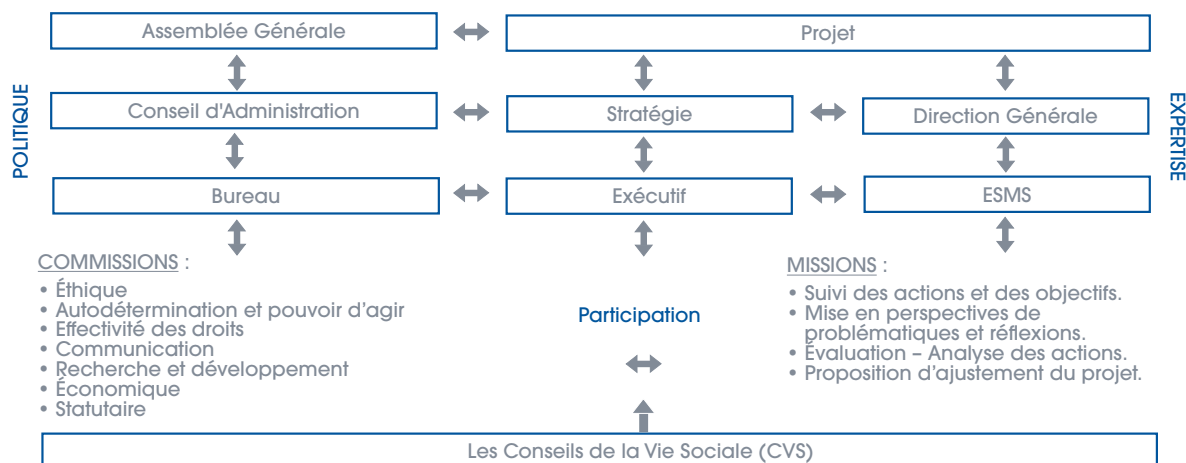 Assemblée Générale
Projet
POLITIQUE
Conseil d'Administration
Stratégie
Direction Générale
EXPERTISE
Bureau
Exécutif
ESMS
COMMISSIONS :
• Éthique
• Autodétermination et pouvoir d'agir
• Effectivité des droits
• Communication
• Recherche et développement
• Économique
• Statutaire
Participation
MISSIONS :
• Suivi des actions et des objectifs.
• Mise en perspectives de
problématiques et réflexions.
• Évaluation – Analyse des actions.
• Proposition d'ajustement du projet.
Les Conseils de la Vie Sociale (CVS)